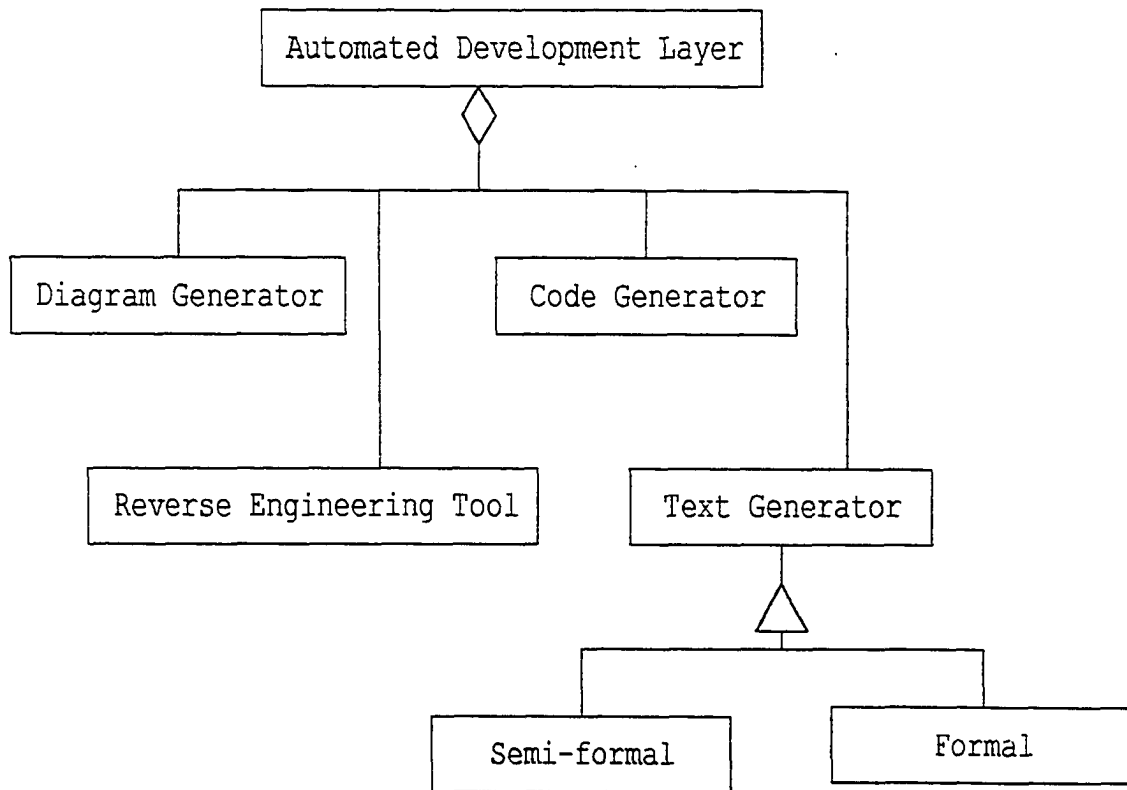 Automated Development Layer
Diagram Generator
Code Generator
Reverse Engineering Tool
Text Generator
Semi-formal
Formal